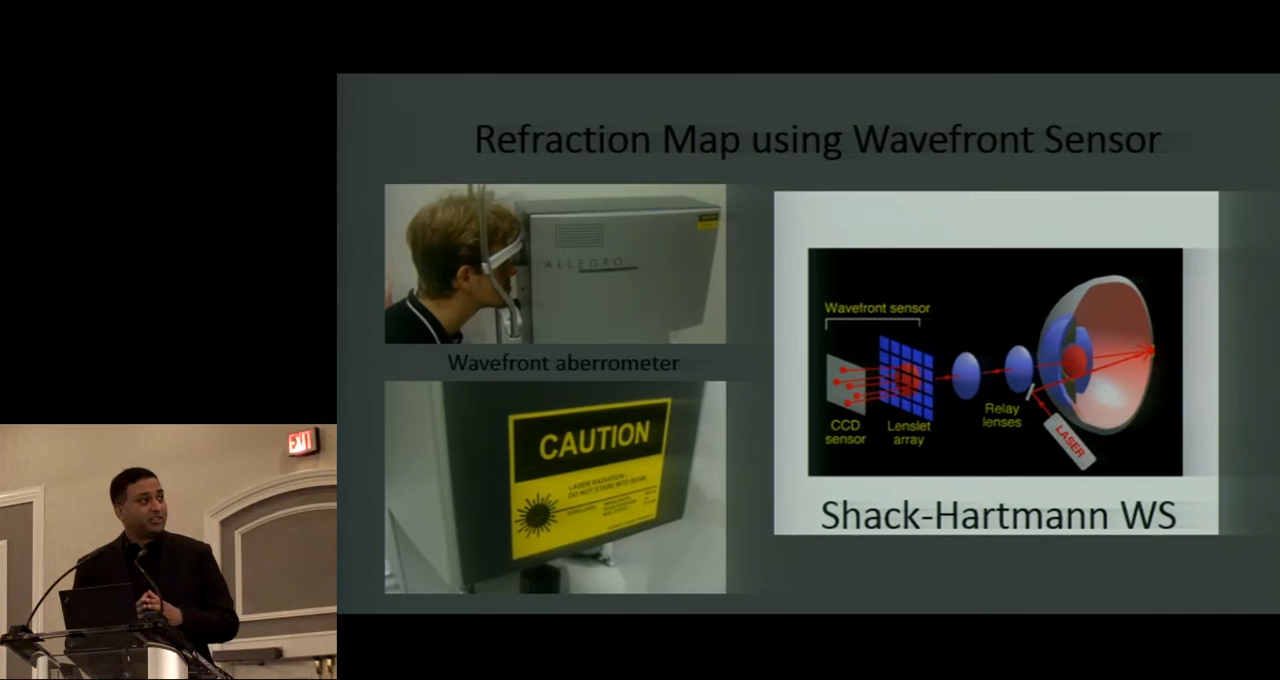 Refraction Map using Wavefront Sensor
ALLEGRO
Wavefront aberrometer
CAUTION
LASER RADIATION -
DO NOT STARE INTO BEAM
Wavefront sensor
CCD
sensor
Lenslet
array
Relay
lenses
LASER
Shack-Hartmann WS
EXIT